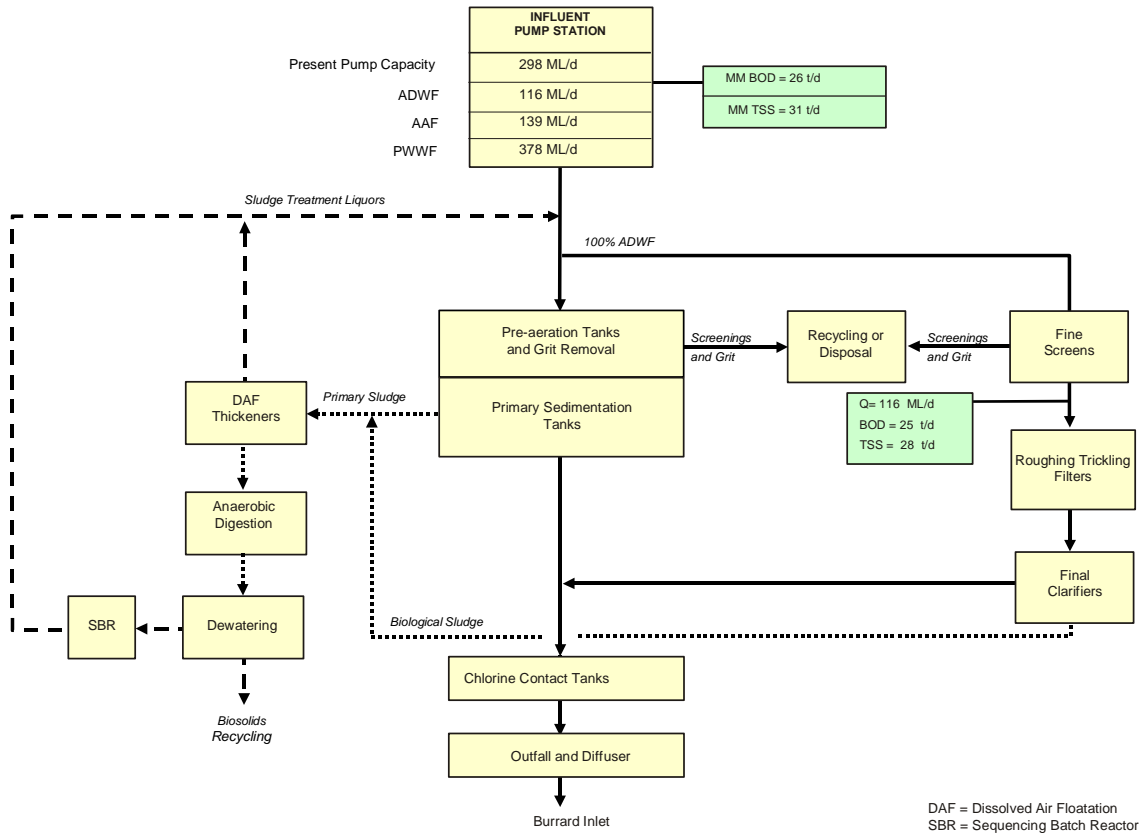 INFLUENT
PUMP STATION
Present Pump Capacity
298 ML/d
ADWF
116 ML/d
AAF
139 ML/d
PWWF
378 ML/d
MM BOD = 26 t/d
MM TSS = 31 t/d
Sludge Treatment Liquors
100% ADWF
Pre-aeration Tanks
and Grit Removal
Screenings
and Grit
Recycling or
Disposal
Screenings
and Grit
Fine
Screens
DAF
Thickeners
Primary Sludge
Primary Sedimentation
Tanks
Q= 116 ML/d
BOD = 25 t/d
TSS = 28 t/d
Roughing Trickling
Filters
Anaerobic
Digestion
Final
Clarifiers
SBR
Dewatering
Biological Sludge
Chlorine Contact Tanks
Biosolids
Recycling
Outfall and Diffuser
Burrard Inlet
DAF = Dissolved Air Floatation
SBR = Sequencing Batch Reactor